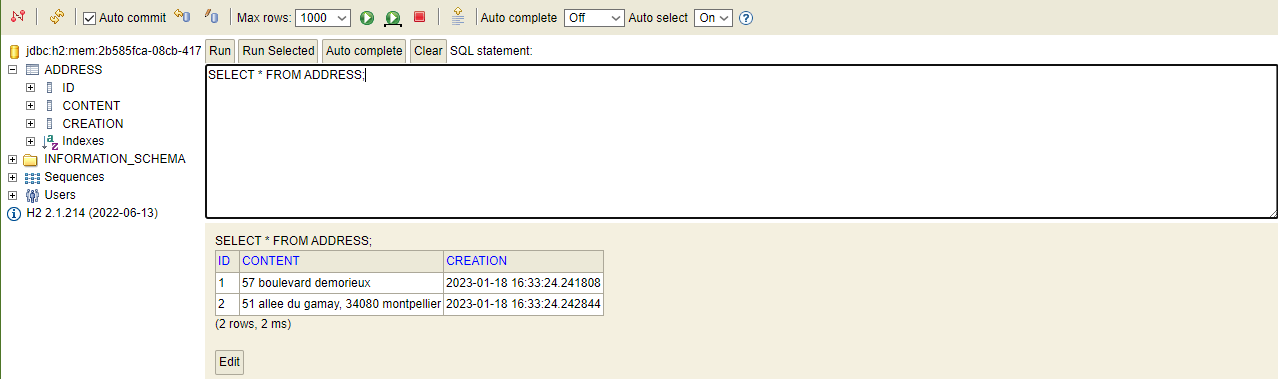 Auto commit Max rows: 1000 Auto complete Off Auto select On
jdbc:h2:mem:2b585fca-08cb-417 Run Run Selected Auto complete Clear SQL statement:
ADDRESS
SELECT * FROM ADDRESS;
ID
CONTENT
CREATION
Indexes
INFORMATION_SCHEMA
Sequences
Users
H2 2.1.214 (2022-06-13)
SELECT * FROM ADDRESS;
ID CONTENT CREATION
1 57 boulevard demorieux 2023-01-18 16:33:24.241808
2 51 allee du gamay, 34080 montpellier 2023-01-18 16:33:24.242844
(2 rows, 2 ms)
Edit